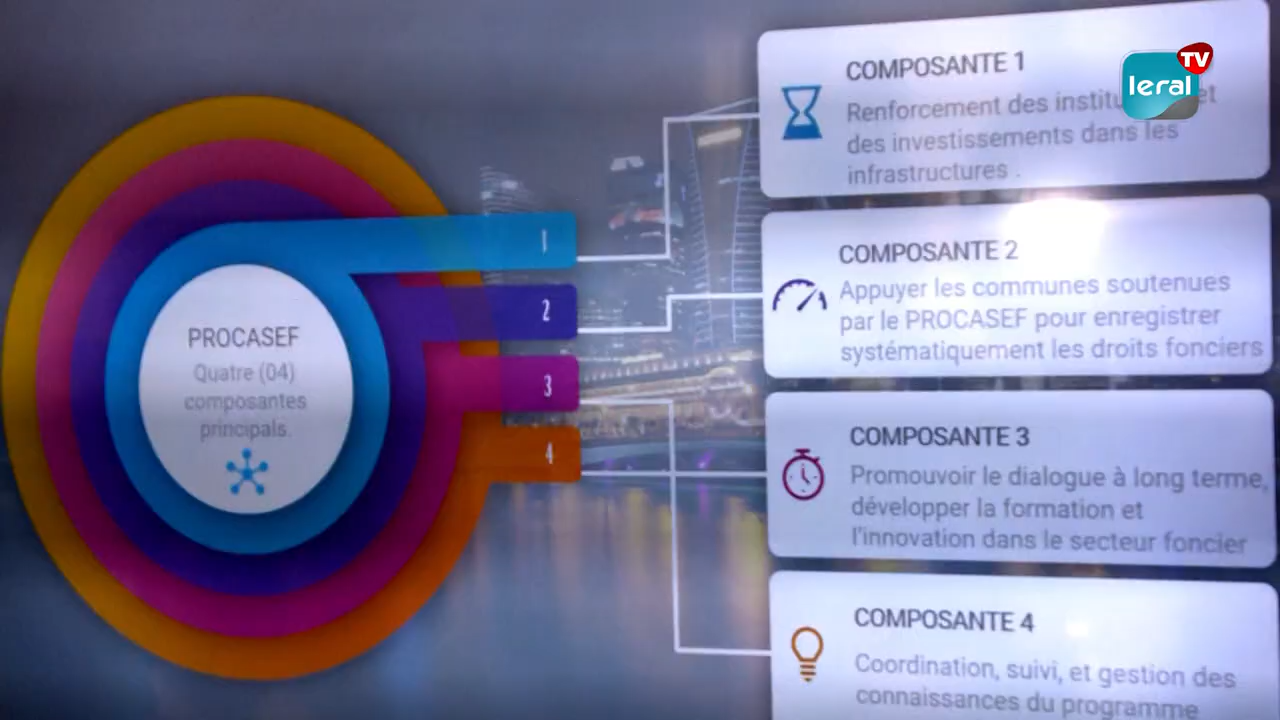 PROCASEF
Quatre (04)
composantes
principals.
1
2
3
4
COMPOSANTE 1
Renforcement des et
des investissements dans les
infrastructures .
COMPOSANTE 2
Appuyer les communes soutenues
par le PROCASEF pour enregistrer
systématiquement les droits fonciers
COMPOSANTE 3
Promouvoir le dialogue à long terme,
développer la formation et
l'innovation dans le secteur foncier
COMPOSANTE 4
Coordination, suivi, et gestion des
connaissances du programme
leral
TV